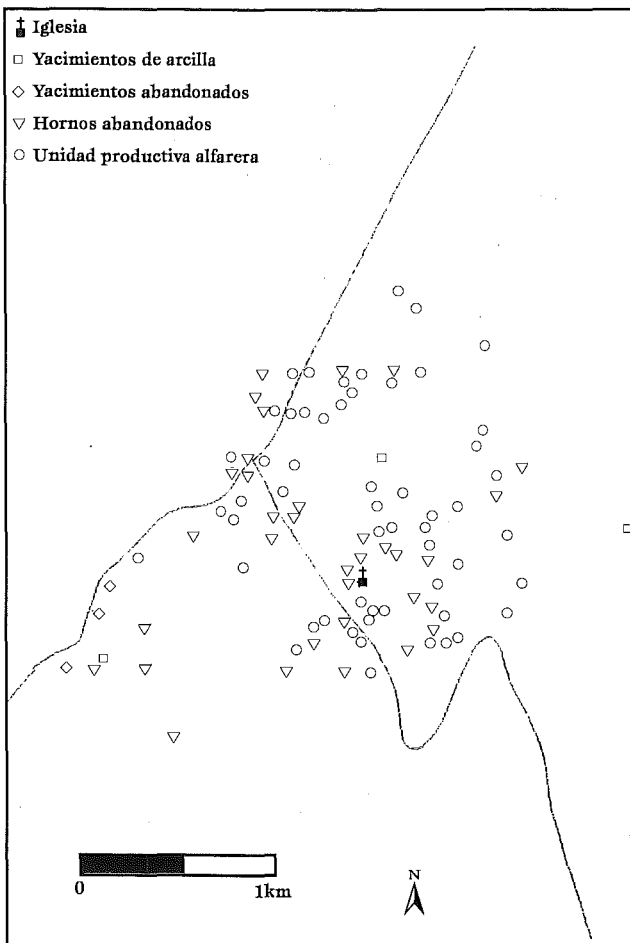 Iglesia
Yacimientos de arcilla
Yacimientos abandonados
Hornos abandonados
Unidad productiva alfarera
N
0 1km